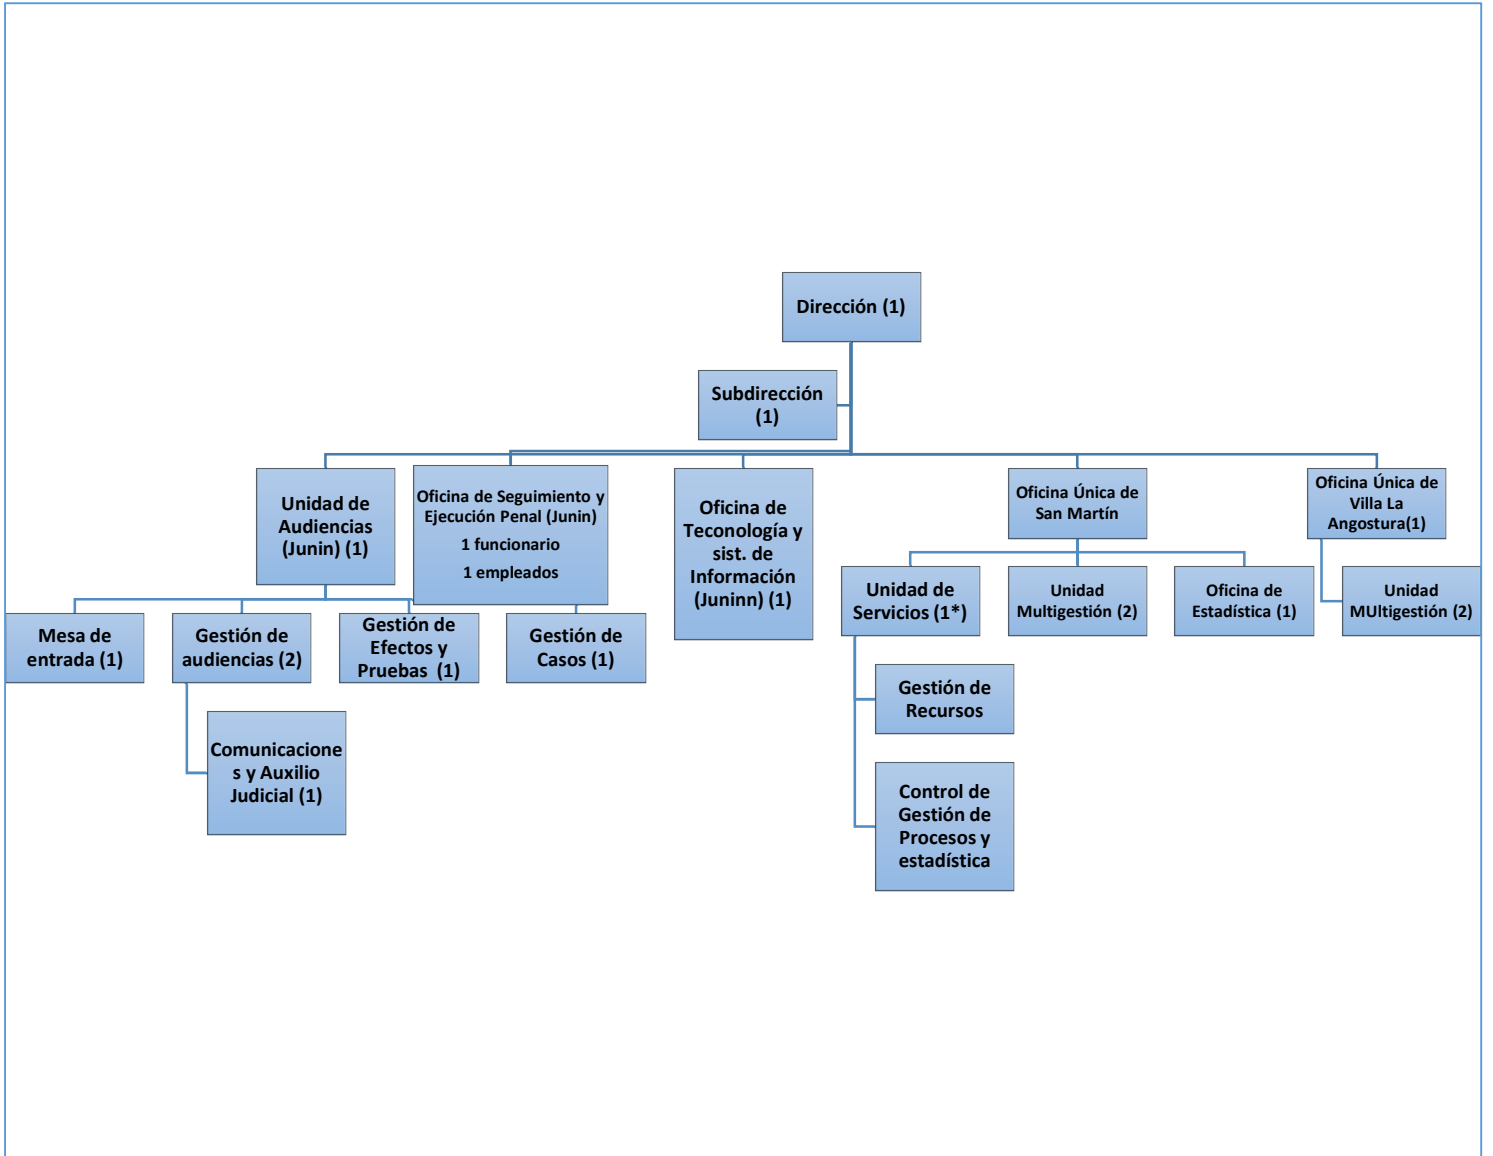 Dirección (1)
Subdirección
(1)
Unidad de
Audiencias
(Junin) (1)
Oficina de Seguimiento y
Ejecución Penal (Junin)
1 funcionario
1 empleados
Oficina de
Teconología y
sist. de
Información
(Juninn) (1)
Oficina Única de
San Martín
Oficina Única de
Villa La
Angostura(1)
Mesa de
entrada (1)
Gestión de
audiencias (2)
Gestión de
Efectos y
Pruebas (1)
Gestión de
Casos (1)
Unidad de
Servicios (1*)
Unidad
Multigestión (2)
Oficina de
Estadística (1)
Unidad
MUltigestión (2)
Comunicacione
s y Auxilio
Judicial (1)
Gestión de
Recursos
Control de
Gestión de
Procesos y
estadística